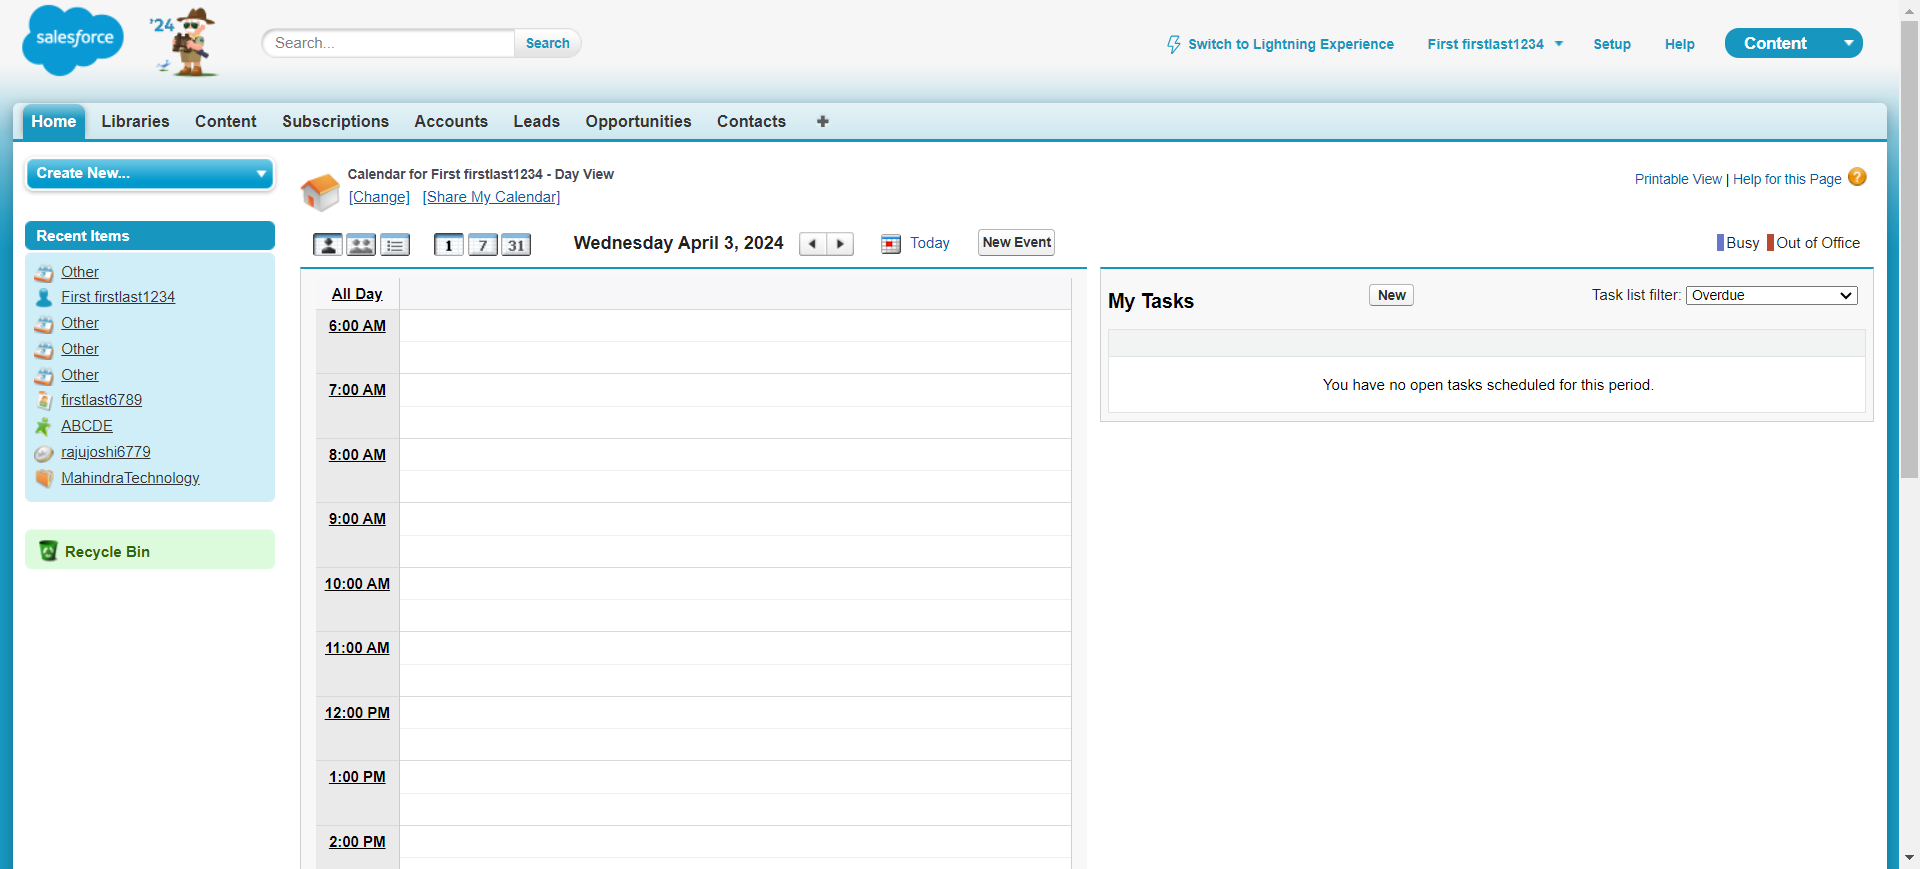 salesforce
'24
Search...
Search
Switch to Lightning Experience
First firstlast1234
Setup
Help
Content
Home
Libraries
Content
Subscriptions
Accounts
Leads
Opportunities
Contacts
Create New...
Recent Items
Other
First firstlast1234
Other
Other
Other
firstlast6789
ABCDE
rajujoshi6779
MahindraTechnology
Recycle Bin
Calendar for First firstlast1234 - Day View
[Change] [Share My Calendar]
Printable View | Help for this Page ?
1
7
31
Wednesday April 3, 2024
Today
New Event
Busy
Out of Office
All Day
6:00 AM
7:00 AM
8:00 AM
9:00 AM
10:00 AM
11:00 AM
12:00 PM
1:00 PM
2:00 PM
My Tasks
New
Task list filter: Overdue
You have no open tasks scheduled for this period.